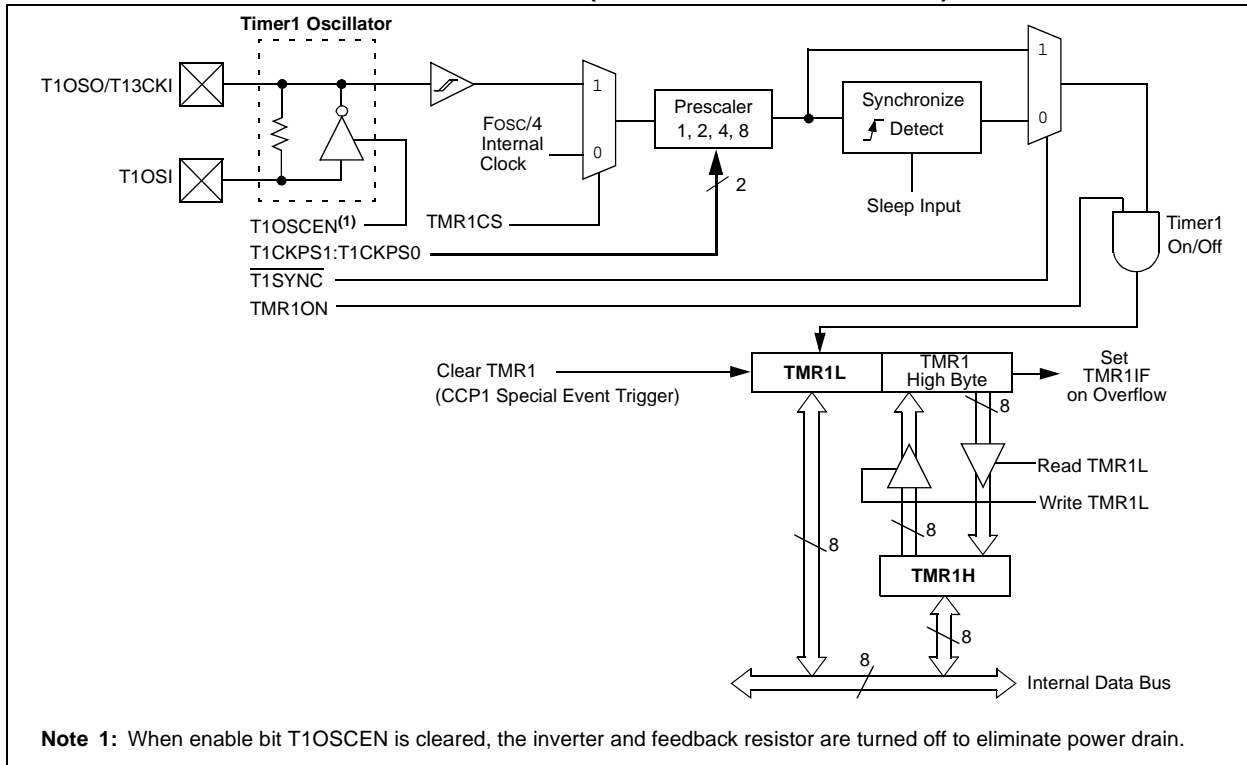 Timer1 Oscillator
T1OSO/T13CKI
T1OSI
1
FOSC/4
Internal
Clock
0
Prescaler
1, 2, 4, 8
2
Synchronize
Detect
Sleep Input
1
0
T1OSCEN(1)
TMR1CS
T1CKPS1:T1CKPS0
T1SYNC
TMR1ON
Timer1
On/Off
Clear TMR1
(CCP1 Special Event Trigger)
TMR1L
TMR1
High Byte
Set
TMR1IF
on Overflow
8
Read TMR1L
Write TMR1L
8
8
TMR1H
8
8
Internal Data Bus
Note 1: When enable bit T1OSCEN is cleared, the inverter and feedback resistor are turned off to eliminate power drain.